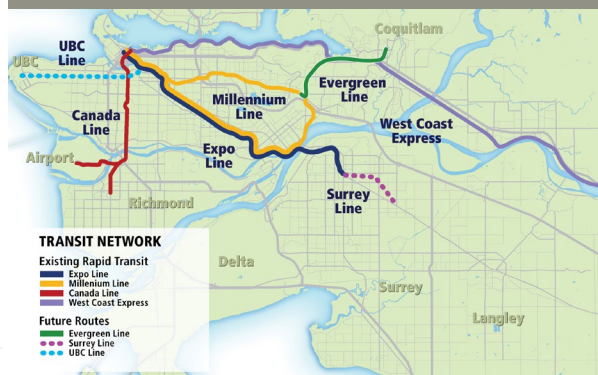 Coquitlam
UBC
Line
UBC
Evergreen
Line
Millennium
Line
Canada
Line
West Coast
Express
Expo
Line
Airport
Surrey
Line
Richmond
TRANSIT NETWORK
Existing Rapid Transit
Expo Line
Millenium Line
Canada Line
West Coast Express
Future Routes
Evergreen Line
Surrey Line
UBC Line
Delta
Surrey
Langley